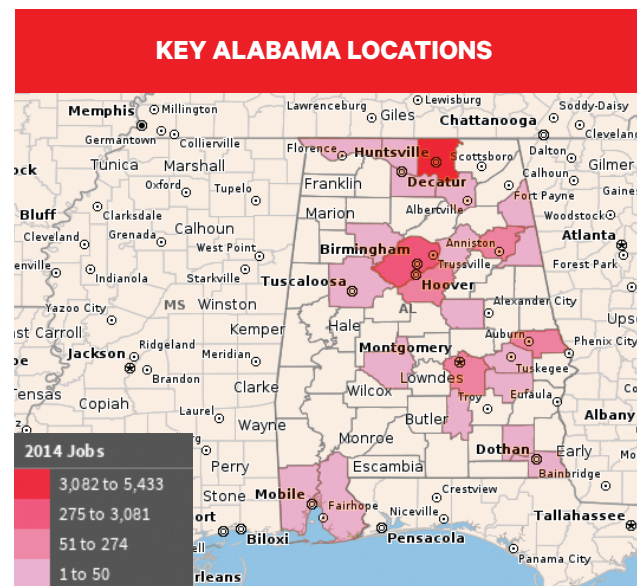 KEY ALABAMA LOCATIONS
Lewisburg
Lawrenceburg
Giles
Soddy-Daisy
Memphis
Millington
Chattanooga
Cleveland
Germantown
Collierville
Florence
Huntsville
Scottsboro
Dalton
Tunica
Marshall
Gilmer
ock
Oxford
Tupelo
Franklin
Decatur
Calhoun
Fort Payne
Gaines
Bluff
Clarksdale
Marion
Albertville
Woodstock
Calhoun
Cleveland
Grenada
West Point
Birmingham
Anniston
Atlanta
Trussville
Forest Park
enville
Indianola
Starkville
Tuscaloosa
Hoover
MS
Winston
AL
Alexander City
Yazoo City
Hale
Upso
ast Carroll
Kemper
Auburn
Ridgeland
Montgomery
Phenix City
Jackson
Meridian
Tuskegee
pe
Brandon
Lowndes
Tensas
Clarke
Wilcox
Troy
Eufaula
Copiah
Laurel
Butler
Albany
Wayne
Monroe
Dothan
Early
Perry
Escambia
Bainbridge
Stone
Mobile
Crestview
Fairhope
Niceville
Tallahassee
ort
Biloxi
Pensacola
ell
Panama City
rleans
2014 Jobs
3,082 to 5,433
275 to 3,081
51 to 274
1 to 50